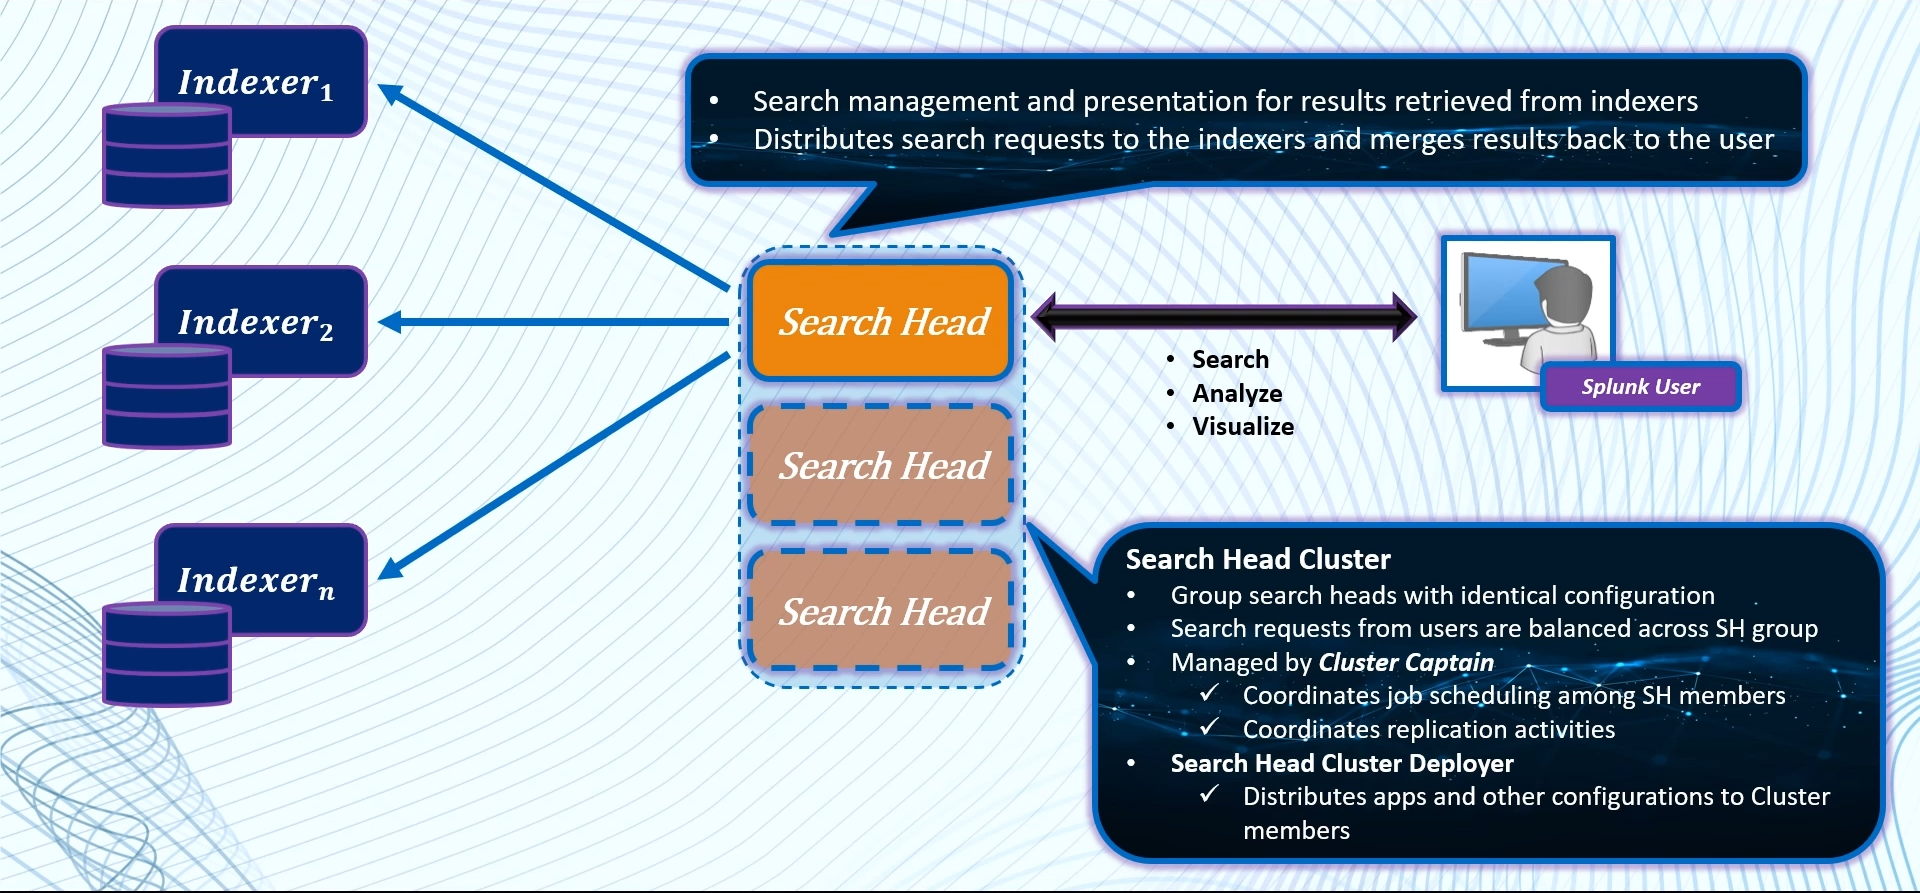 Indexer1
Indexer2
Indexern
• Search management and presentation for results retrieved from indexers
• Distributes search requests to the indexers and merges results back to the user
Search Head
Search Head
Search Head
• Search
• Analyze
• Visualize
Splunk User
Search Head Cluster
• Group search heads with identical configuration
• Search requests from users are balanced across SH group
• Managed by Cluster Captain
✓ Coordinates job scheduling among SH members
✓ Coordinates replication activities
• Search Head Cluster Deployer
✓ Distributes apps and other configurations to Cluster
members